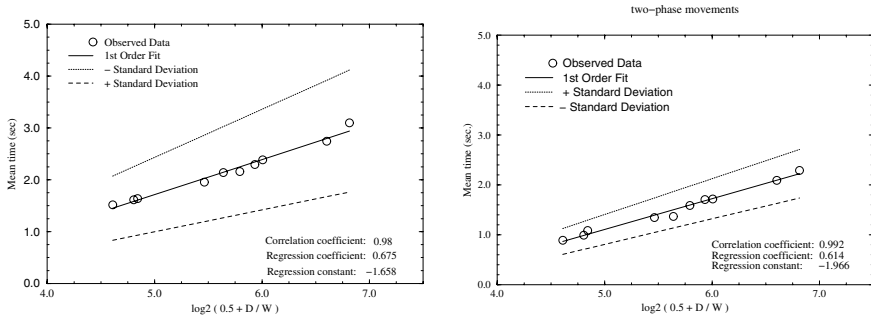 5.0
4.0
3.0
2.0
1.0
0.0
Mean time (sec.)
Observed Data
1st Order Fit
− Standard Deviation
+ Standard Deviation
Correlation coefficient: 0.98
Regression coefficient: 0.675
Regression constant: -1.658
4.0 5.0 6.0 7.0
log2 ( 0.5 + D / W )
two−phase movements
5.0
4.0
3.0
2.0
1.0
0.0
Mean time (sec.)
Observed Data
1st Order Fit
+ Standard Deviation
− Standard Deviation
Correlation coefficient: 0.992
Regression coefficient: 0.614
Regression constant: −1.966
4.0 5.0 6.0 7.0
log2 ( 0.5 + D / W )